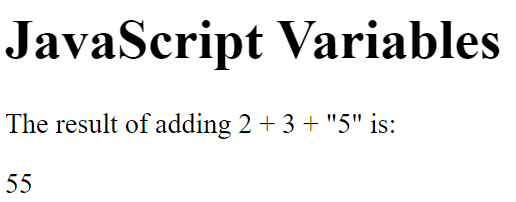 JavaScript Variables
The result of adding 2 + 3 + "5" is:
55